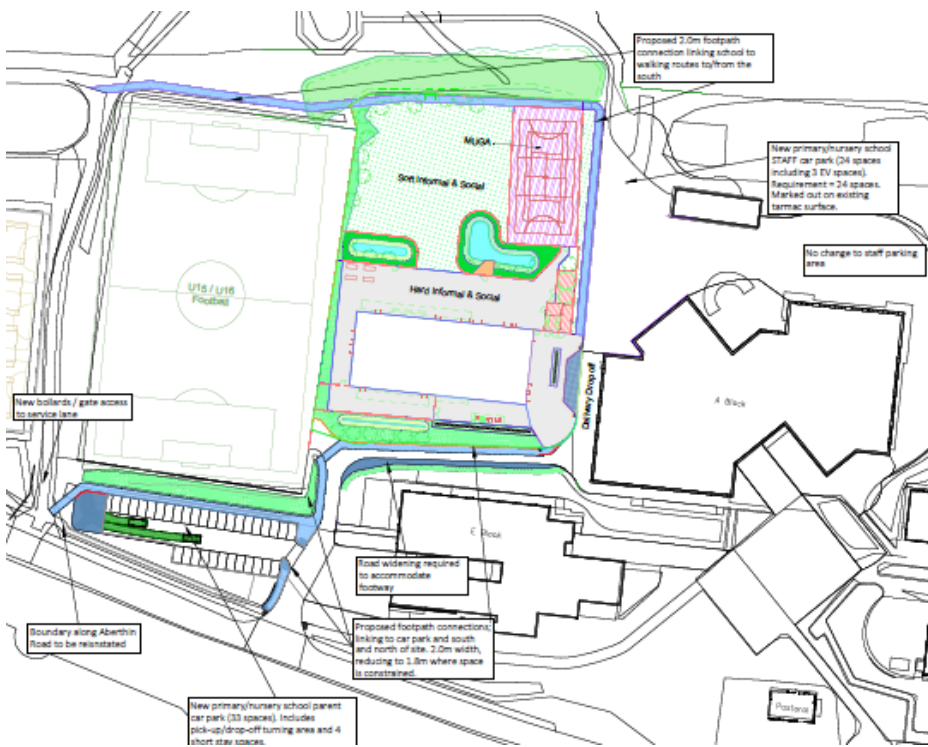 Proposed 2.0m footpath
connection linking school to
walking routes to/from the
south
MUGA
New primary/nursery school
STAFF car park (24 spaces
including 3 EV spaces).
Requirement = 24 spaces.
Marked out on existing
tarmac surface.
Soft Informal & Social
No change to staff parking
area
U15 / U16
Football
Hard Informal & Social
Delivery Drop off
A Block
New bollards / gate access
to service lane
E Block
Road widening required
to accommodate
footway
Boundary along Aberthin
Road to be reisnstated
Proposed footpath connections,
linking to car park and south
and north of site. 2.0m width,
reducing to 1.8m where space
is constrained.
New primary/nursery school parent
car park (33 spaces). Includes
pick-up/drop-off turning area and 4
short stay spaces.
Pastoral